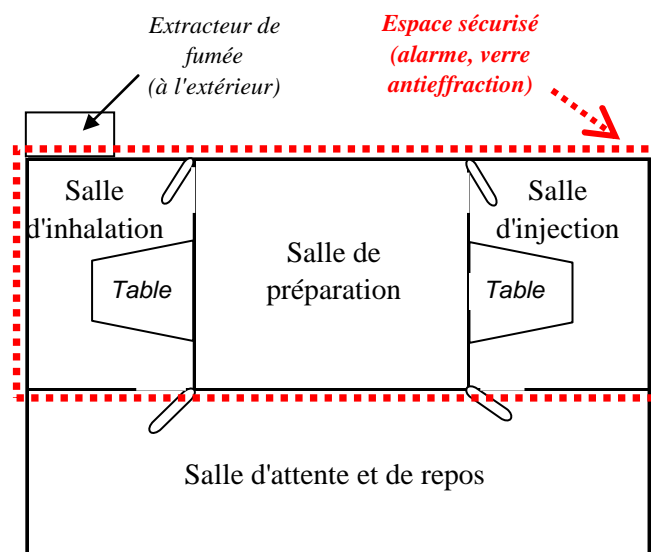 Extracteur de
fumée
(à l'extérieur)
Espace sécurisé
(alarme, verre
antieffraction)
Salle
d'inhalation
Salle de
préparation
Salle
d'injection
Table
Table
Salle d'attente et de repos